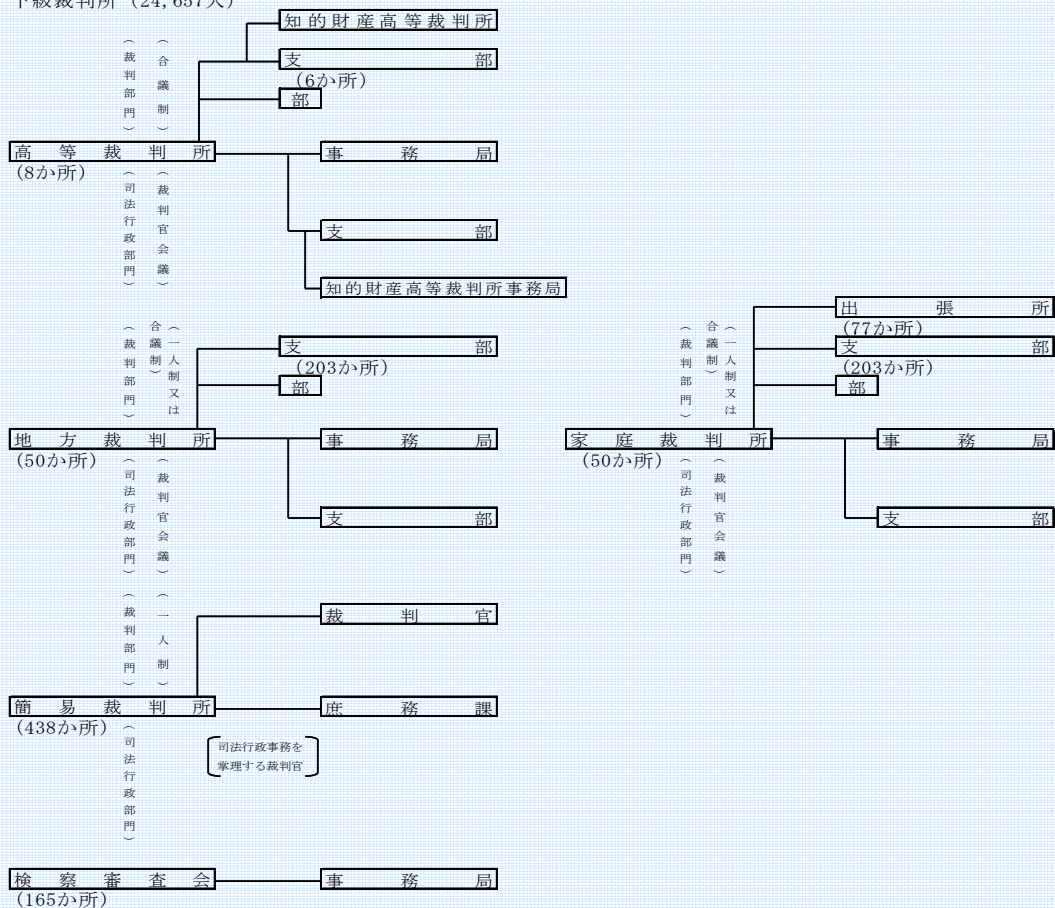 下級裁判所 (24,657人)
知的財産高等裁判所
支部
(6か所)
部
(裁判部門)
(合議制)
高等裁判所
(8か所)
事務局
(司法行政部門)
(裁判官会議)
支部
知的財産高等裁判所事務局
(裁判部門)
(一人制又は
合議制)
支部
(203か所)
部
地方裁判所
(50か所)
事務局
(司法行政部門)
(裁判官会議)
支部
出張所
(77か所)
支部
(203か所)
部
(裁判部門)
(一人制又は
合議制)
家庭裁判所
(50か所)
事務局
(司法行政部門)
(裁判官会議)
支部
(裁判部門)
(一人制)
裁判官
簡易裁判所
(438か所)
庶務課
(司法行政部門)
司法行政事務を
掌理する裁判官
検察審査会
(165か所)
事務局